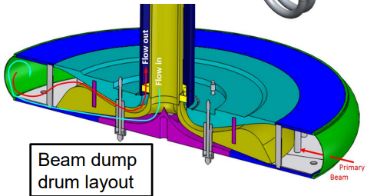 Flow out
Flow in
Beam dump
drum layout
Primary
Beam